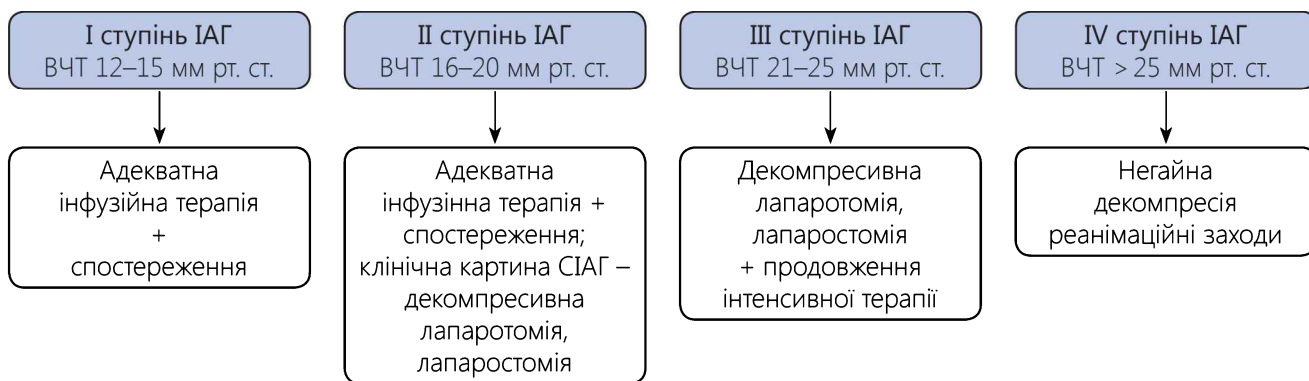 І ступінь ІАГ
ВЧТ 12–15 мм рт. ст.
Адекватна
інфузійна терапія
+
спостереження
ІІ ступінь ІАГ
ВЧТ 16–20 мм рт. ст.
Адекватна
інфузінна терапія +
спостереження;
клінічна картина СІАГ –
декомпресивна
лапаротомія,
лапаростомія
ІІІ ступінь ІАГ
ВЧТ 21–25 мм рт. ст.
Декомпресивна
лапаротомія,
лапаростомія
+ продовження
інтенсивної терапії
IV ступінь ІАГ
ВЧТ > 25 мм рт. ст.
Негайна
декомпресія
реанімаційні заходи